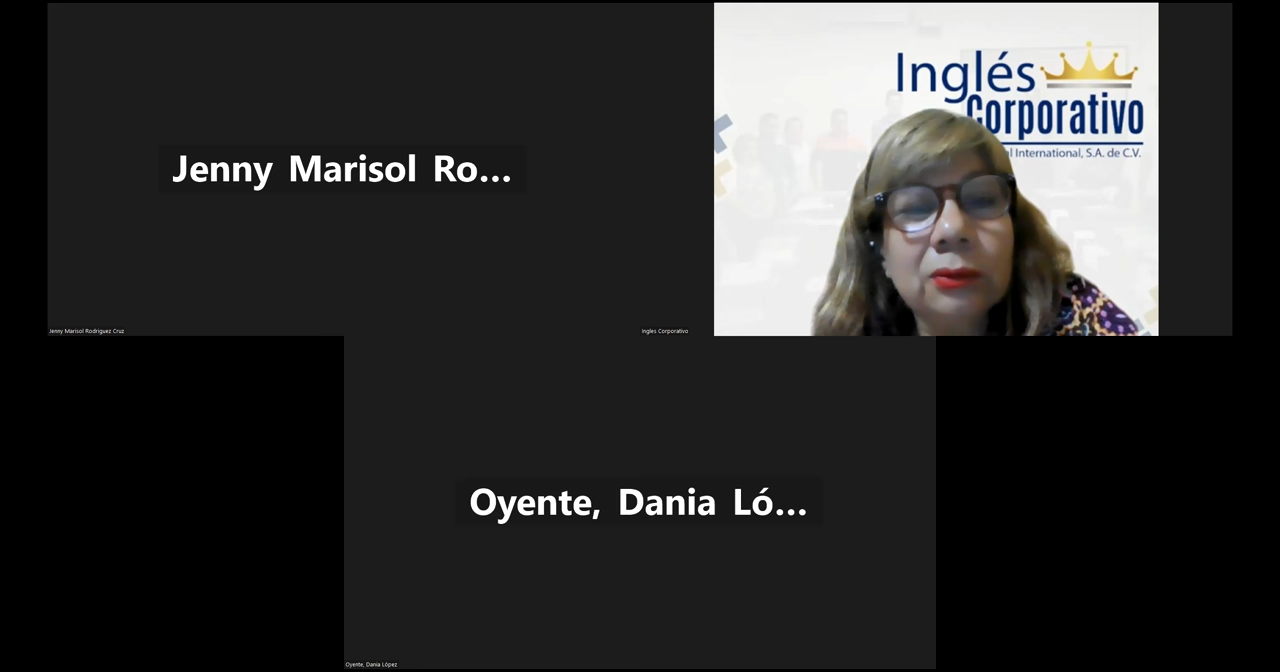 Jenny Marisol Ro...
Jenny Marisol Rodriguez Cruz
Inglés
Corporativo
l International, S.A. de C.V.
Ingles Corporativo
Oyente, Dania Ló...
Oyente, Dania López